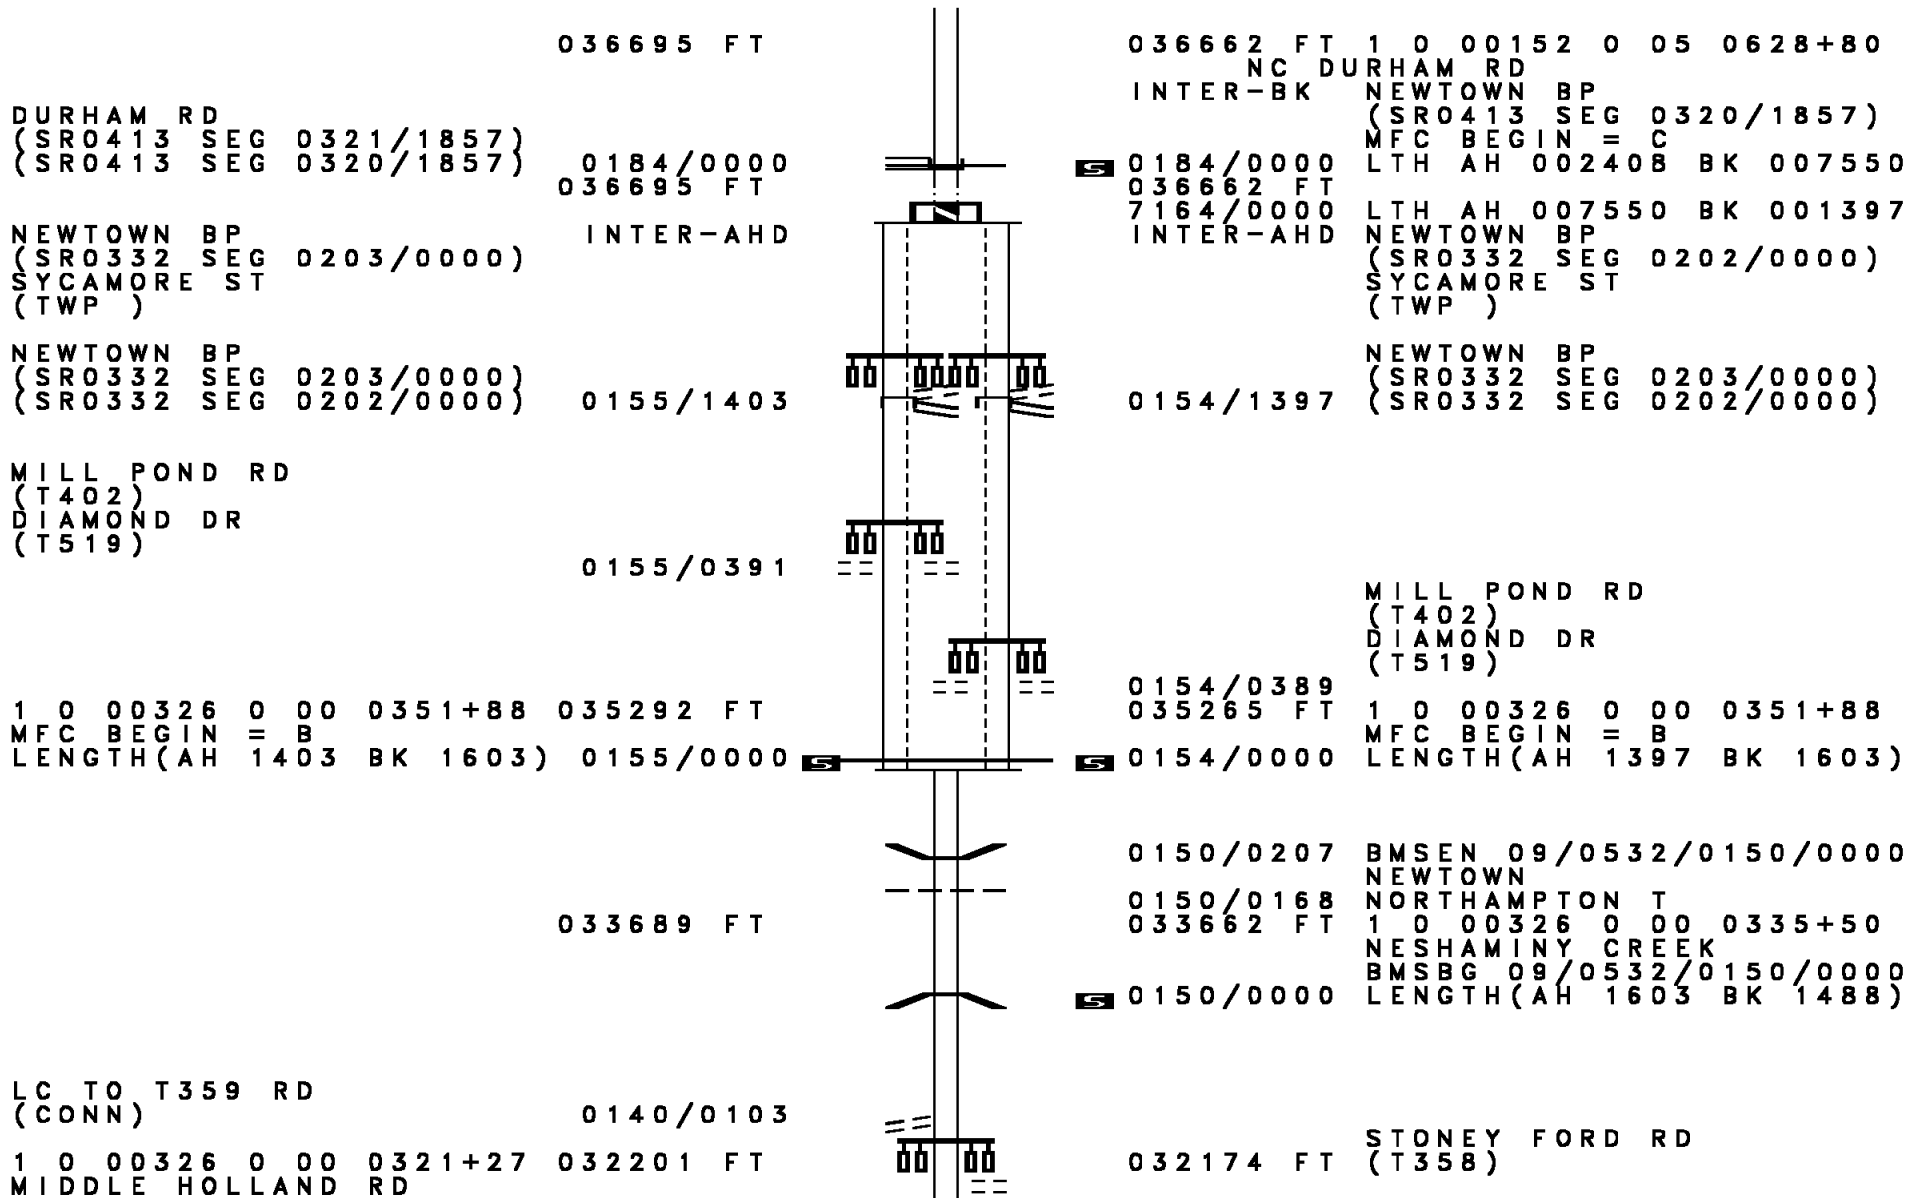 036695 FT 036662 FT 1 0 00152 0 05 0628+80
NC DURHAM RD
INTER-BK NEWTOWN BP
DURHAM RD (SR0413 SEG 0320/1857)
(SR0413 SEG 0321/1857) MFC BEGIN = C
(SR0413 SEG 0320/1857) 0184/0000 S 0184/0000 LTH AH 002408 BK 007550
036695 FT 036662 FT
7164/0000 LTH AH 007550 BK 001397
NEWTOWN BP INTER-AHD INTER-AHD NEWTOWN BP
(SR0332 SEG 0203/0000) (SR0332 SEG 0202/0000)
SYCAMORE ST SYCAMORE ST
(TWP ) (TWP )
NEWTOWN BP NEWTOWN BP
(SR0332 SEG 0203/0000) (SR0332 SEG 0203/0000)
(SR0332 SEG 0202/0000) 0155/1403 0154/1397 (SR0332 SEG 0202/0000)
MILL POND RD
(T402)
DIAMOND DR
(T519)
0155/0391
MILL POND RD
(T402)
DIAMOND DR
(T519)
0154/0389
1 0 00326 0 00 0351+88 035292 FT 035265 FT 1 0 00326 0 00 0351+88
MFC BEGIN = B MFC BEGIN = B
LENGTH(AH 1403 BK 1603) 0155/0000 S S 0154/0000 LENGTH(AH 1397 BK 1603)
0150/0207 BMSEN 09/0532/0150/0000
NEWTOWN
0150/0168 NORTHAMPTON T
033689 FT 033662 FT 1 0 00326 0 00 0335+50
NESHAMINY CREEK
BMSBG 09/0532/0150/0000
S 0150/0000 LENGTH(AH 1603 BK 1488)
LC TO T359 RD
(CONN) 0140/0103
STONEY FORD RD
1 0 00326 0 00 0321+27 032201 FT 032174 FT (T358)
MIDDLE HOLLAND RD